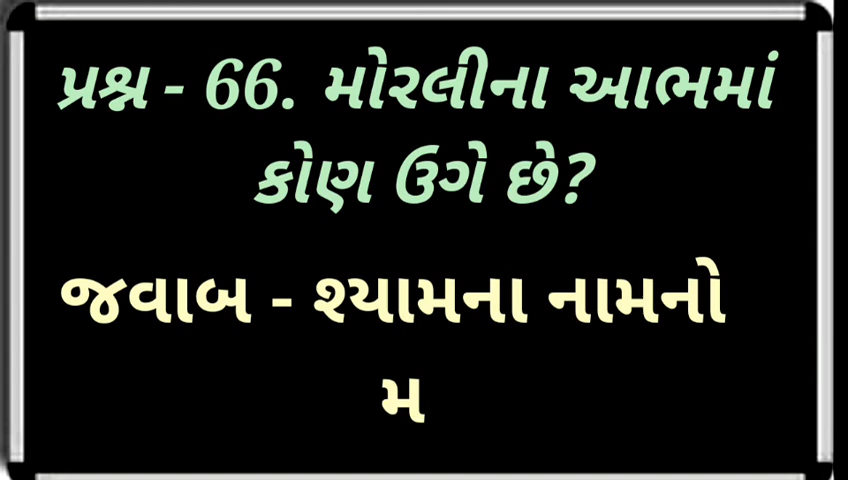 પ્રશ્ન - 66. મોરલીના આભમાં
કોણ ઉગે છે?
જવાબ - શ્યામના નામનો
મ